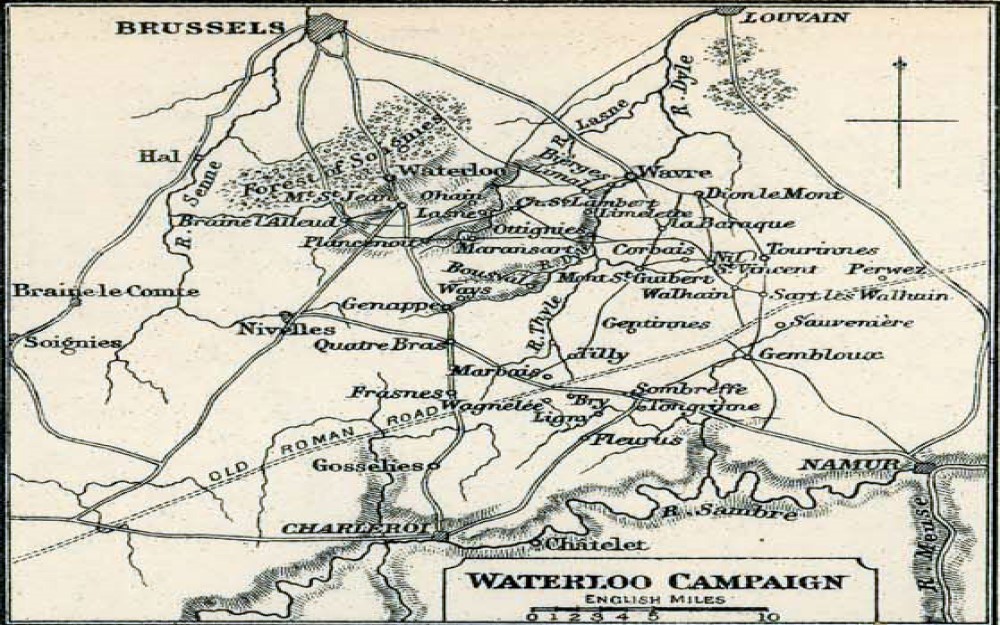 BRUSSELS
LOUVAIN
R. Dyle
R. Lasne
Hal
Senne
R.
Forest of Soignies
Waterloo
Bierges
Limale
Wavre
Mt. St. Jean
Ohain
Lasne
Ch. St. Lambert
Limelette
Dion le Mont
Braine l'Alleud
la Baraque
Plancenoit
Ottignies
Maransart
Corbais
Nil
St. Vincent
Tourinnes
Perwez
Bousval
Mont St. Guibert
Ways
Walhain
Sart lès Walhain
Braine le Comte
Genappe
Nivelles
R. Thyle
Gentinnes
Sauvenière
Soignies
Quatre Bras
Tilly
Gembloux
Marbais
Frasnes
Wagnelée
Bry
Sombreffe
Ligny
Tongrinne
OLD ROMAN ROAD
Fleurus
Gosselies
NAMUR
R. Sambre
CHARLEROI
Châtelet
R. Meuse
WATERLOO CAMPAIGN
ENGLISH MILES
0 1 2 3 4 5 10